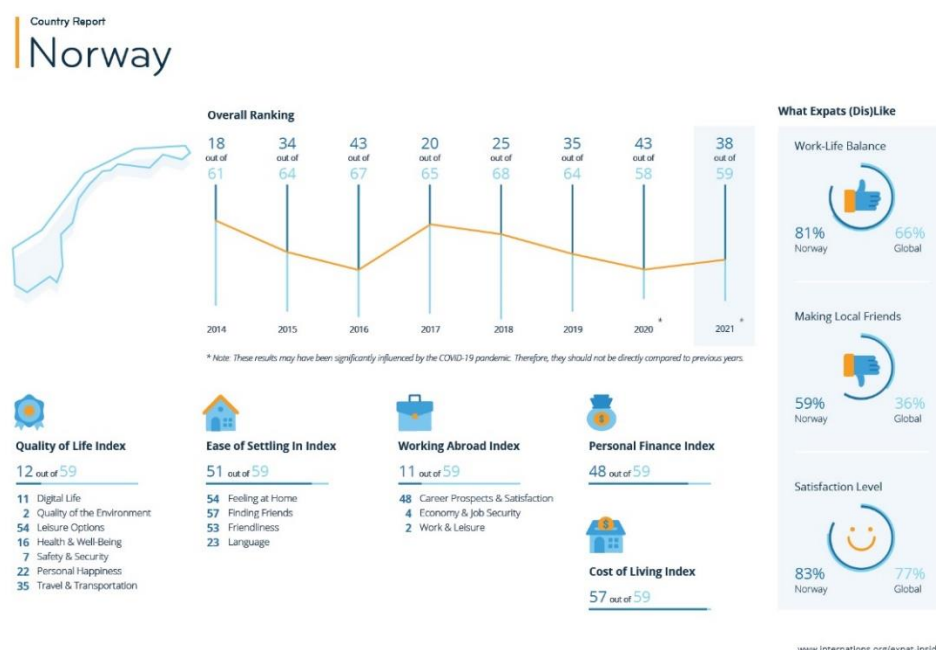 Country Report
Norway
Overall Ranking
18 34 43 20 25 35 43 38
out of out of out of out of out of out of out of out of
61 64 67 65 68 64 58 59
2014 2015 2016 2017 2018 2019 2020 * 2021 *
* Note: These results may have been significantly influenced by the COVID-19 pandemic. Therefore, they should not be directly compared to previous years.
Quality of Life Index
12 out of 59
11 Digital Life
2 Quality of the Environment
54 Leisure Options
16 Health & Well-Being
7 Safety & Security
22 Personal Happiness
35 Travel & Transportation
Ease of Settling In Index
51 out of 59
54 Feeling at Home
57 Finding Friends
53 Friendliness
23 Language
Working Abroad Index
11 out of 59
48 Career Prospects & Satisfaction
4 Economy & Job Security
2 Work & Leisure
Personal Finance Index
48 out of 59
$
Cost of Living Index
57 out of 59
What Expats (Dis)Like
Work-Life Balance
81% 66%
Norway Global
Making Local Friends
59% 36%
Norway Global
Satisfaction Level
83% 77%
Norway Global